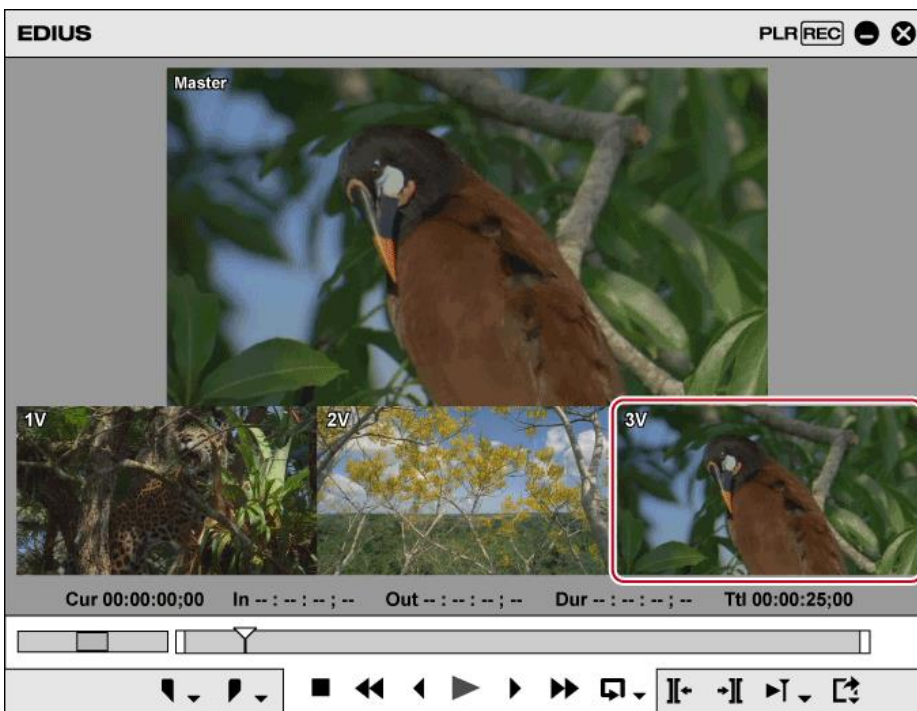 EDIUS
PLR REC
Master
1V
2V
3V
Cur 00:00:00;00 In -- : -- : -- ; -- Out -- : -- : -- ; -- Dur -- : -- : -- ; -- Ttl 00:00:25;00